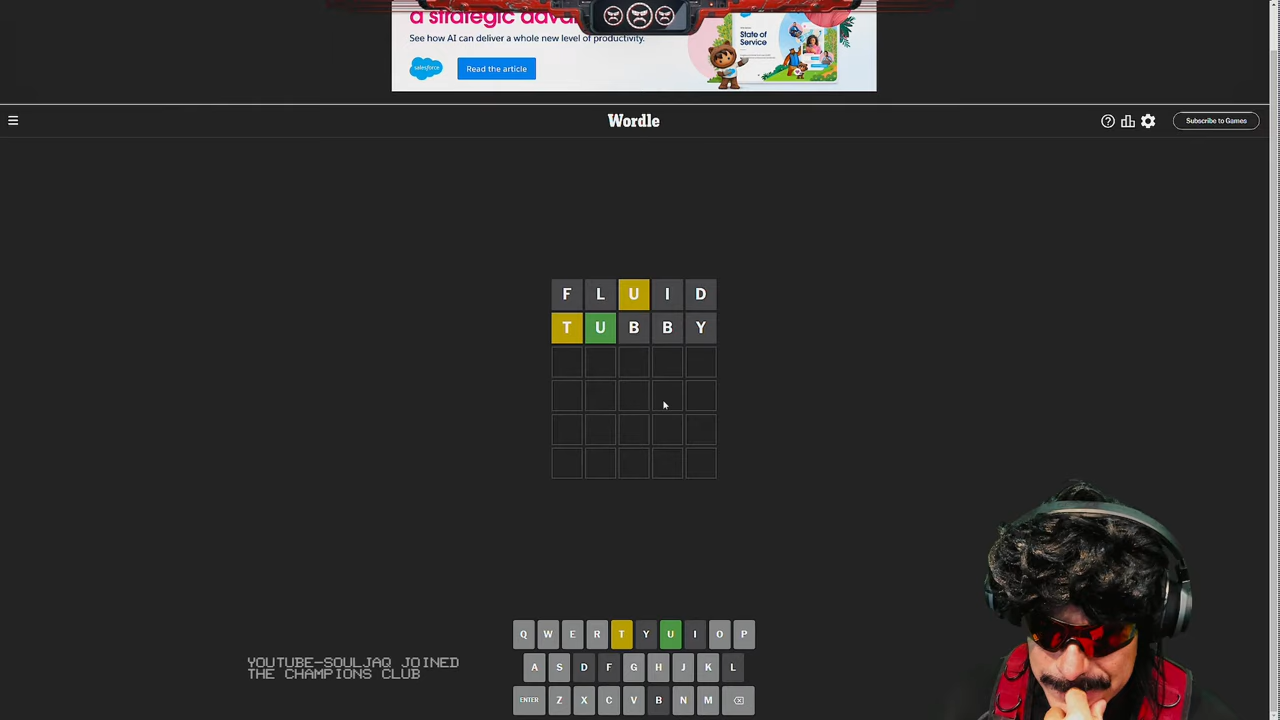 a strategic adva
See how AI can deliver a whole new level of productivity.
salesforce
Read the article
State of
Service
Wordle
Subscribe to Games
F L U I D
T U B B Y
Q W E R T Y U I O P
A S D F G H J K L
ENTER Z X C V B N M
YOUTUBE-SOULJAQ JOINED
THE CHAMPIONS CLUB